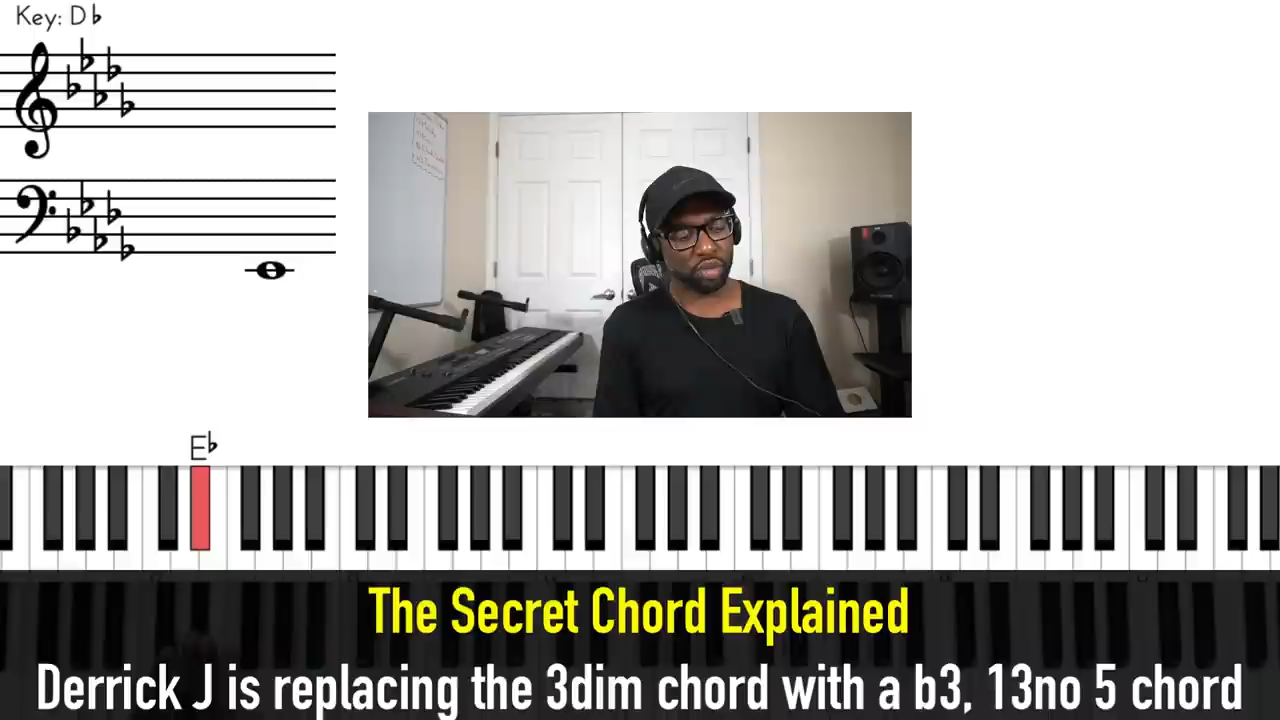 Key: D♭
E♭
The Secret Chord Explained
Derrick J is replacing the 3dim chord with a b3, 13no 5 chord